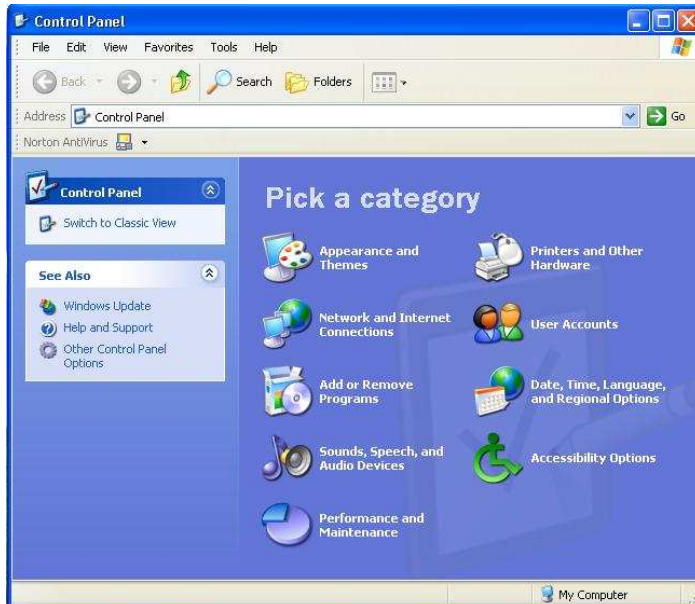 Control Panel
File Edit View Favorites Tools Help
Back Search Folders
Address Control Panel Go
Norton AntiVirus
Control Panel
Switch to Classic View
See Also
Windows Update
Help and Support
Other Control Panel
Options
Pick a category
Appearance and
Themes
Printers and Other
Hardware
Network and Internet
Connections
User Accounts
Add or Remove
Programs
Date, Time, Language,
and Regional Options
Sounds, Speech, and
Audio Devices
Accessibility Options
Performance and
Maintenance
My Computer